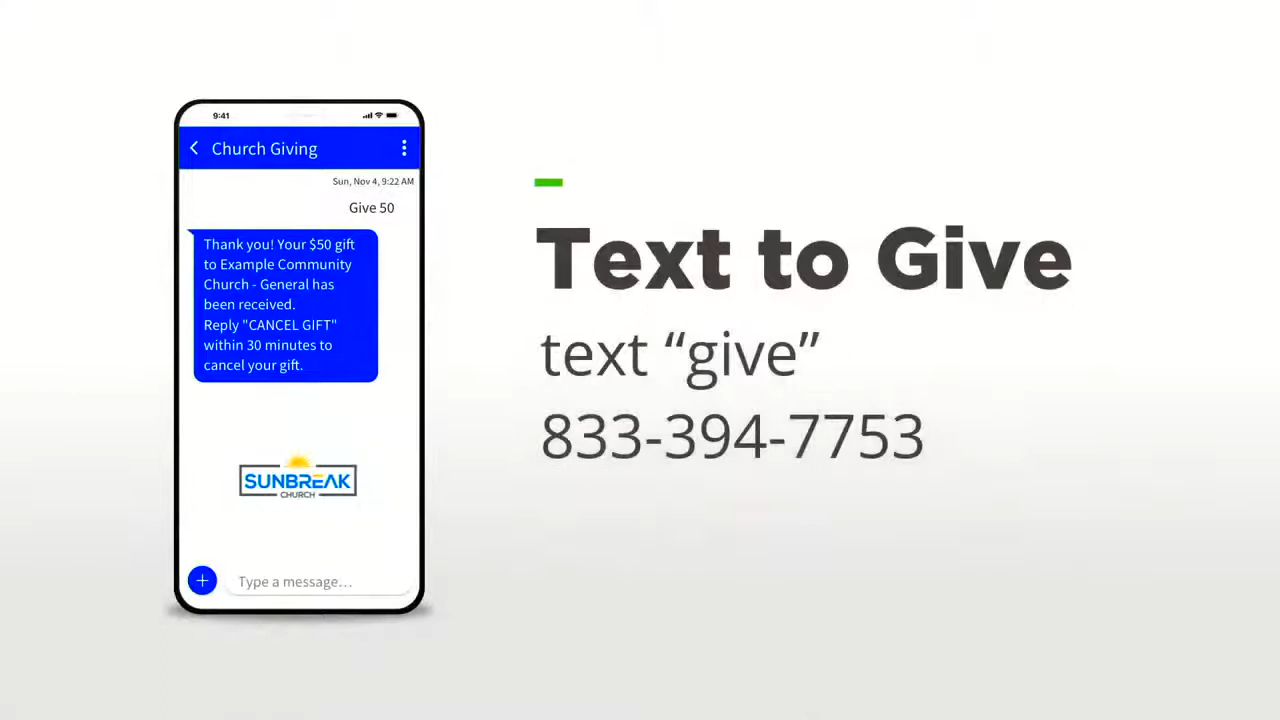 9:41
Church Giving
Sun, Nov 4, 9:22 AM
Give 50
Thank you! Your $50 gift
to Example Community
Church - General has
been received.
Reply "CANCEL GIFT"
within 30 minutes to
cancel your gift.
SUNBREAK
CHURCH
Type a message...
Text to Give
text “give”
833-394-7753